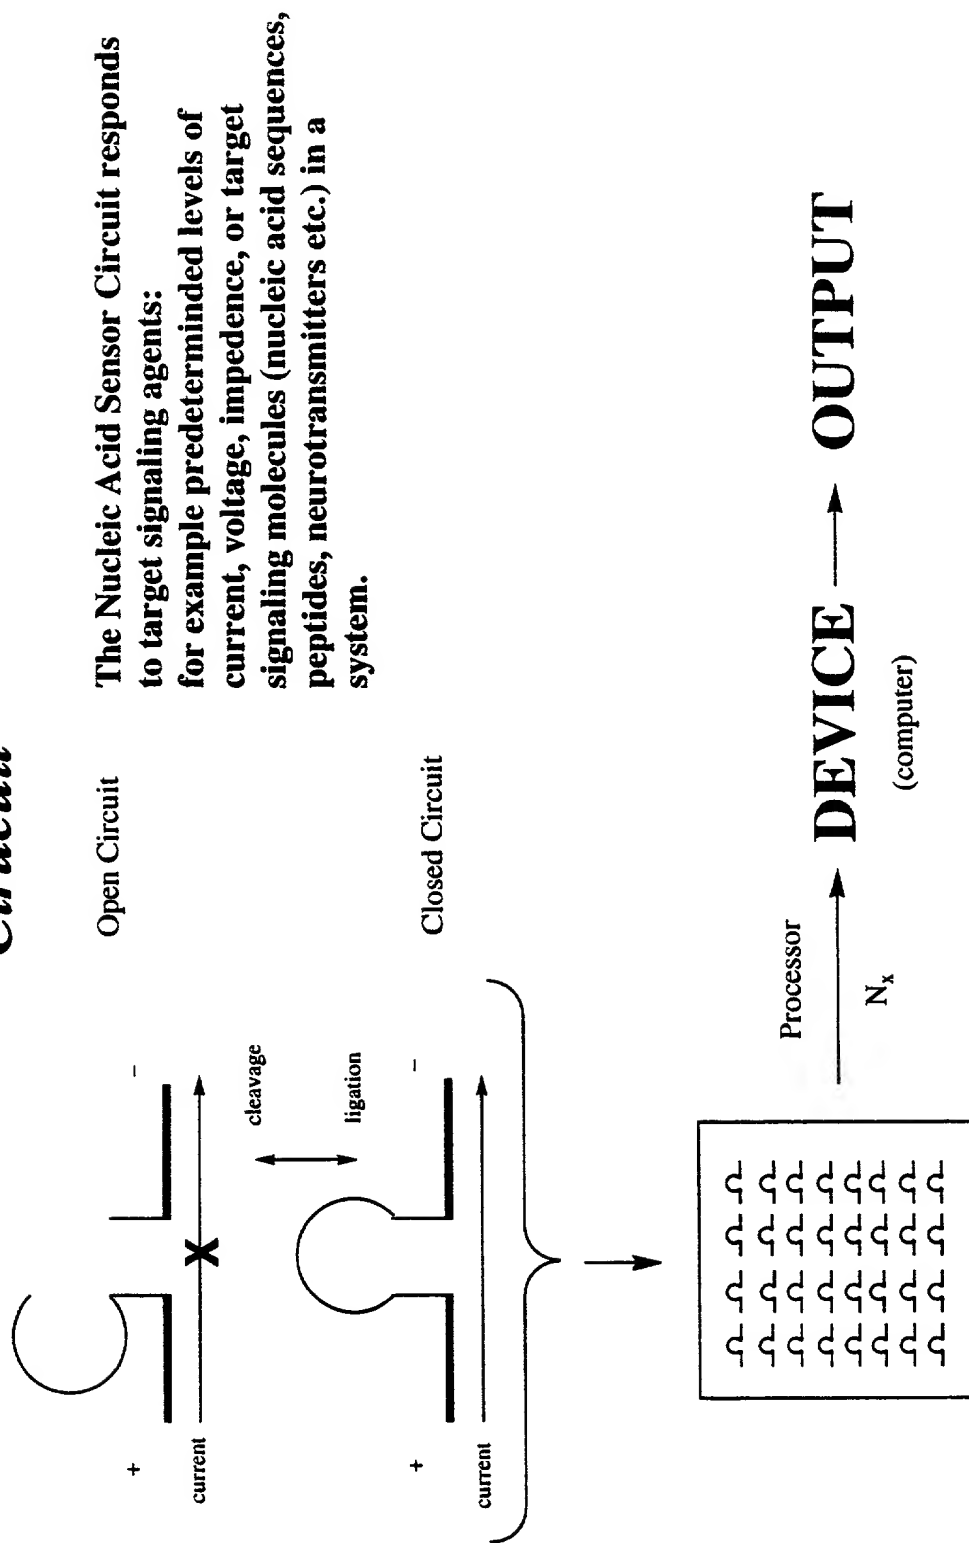 Circuit
Open Circuit
The Nucleic Acid Sensor Circuit responds
to target signaling agents:
for example predeterminded levels of
current, voltage, impedence, or target
signaling molecules (nucleic acid sequences,
peptides, neurotransmitters etc.) in a
system.
+
-
X
current
cleavage
ligation
Closed Circuit
+
-
current
Processor
Nx
DEVICE
(computer)
OUTPUT